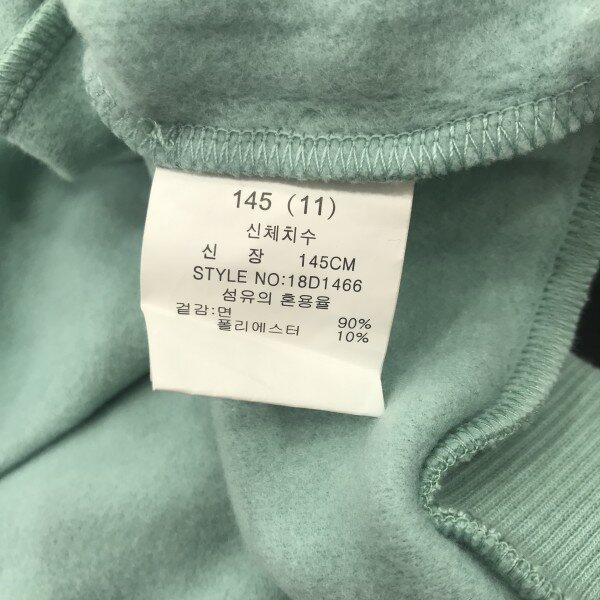 145 (11)
신체치수
신 장 145CM
STYLE NO:18D1466
섬유의 혼용율
겉감:면 90%
폴리에스터 10%